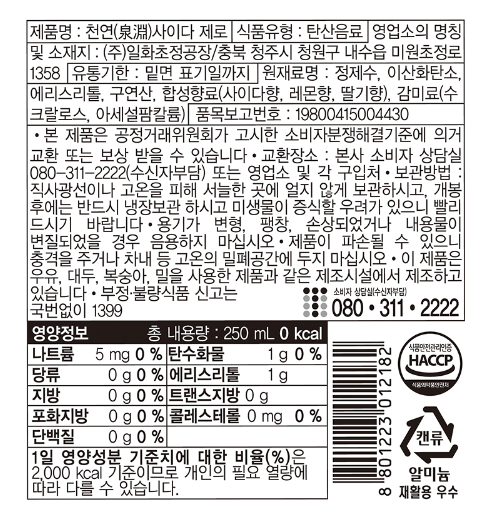 제품명 : 천연(泉淵)사이다 제로 | 식품유형 : 탄산음료 | 영업소의 명칭
및 소재지 : (주)일화초정공장/충북 청주시 청원구 내수읍 미원초정로
1358 | 유통기한 : 밑면 표기일까지 | 원재료명 : 정제수, 이산화탄소,
에리스리톨, 구연산, 합성향료(사이다향, 레몬향, 딸기향), 감미료(수
크랄로스, 아세설팜칼륨) | 품목보고번호 : 19800415004430
• 본 제품은 공정거래위원회가 고시한 소비자분쟁해결기준에 의거
교환 또는 보상 받을 수 있습니다 • 교환장소 : 본사 소비자 상담실
080-311-2222(수신자부담) 또는 영업소 및 각 구입처 • 보관방법 :
직사광선이나 고온을 피해 서늘한 곳에 얼지 않게 보관하시고, 개봉
후에는 반드시 냉장보관 하시고 미생물이 증식할 우려가 있으니 빨리
드시기 바랍니다 • 용기가 변형, 팽창, 손상되었거나 내용물이
변질되었을 경우 음용하지 마십시오 • 제품이 파손될 수 있으니
충격을 주거나 차내 등 고온의 밀폐공간에 두지 마십시오 • 이 제품은
우유, 대두, 복숭아, 밀을 사용한 제품과 같은 제조시설에서 제조하고
있습니다 • 부정·불량식품 신고는
국번없이 1399
소비자 상담실(수신자부담)
080 · 311 · 2222
영양정보 총 내용량 : 250 mL 0 kcal
나트륨 5 mg 0 % 탄수화물 1 g 0 %
당류 0 g 0 % 에리스리톨 1 g
지방 0 g 0 % 트랜스지방 0 g
포화지방 0 g 0 % 콜레스테롤 0 mg 0 %
단백질 0 g 0 %
1일 영양성분 기준치에 대한 비율(%)은
2,000 kcal 기준이므로 개인의 필요 열량에
따라 다를 수 있습니다.
8 801223 012182
식품안전관리인증
HACCP
식품의약품안전처
캔류
알미늄
재활용 우수